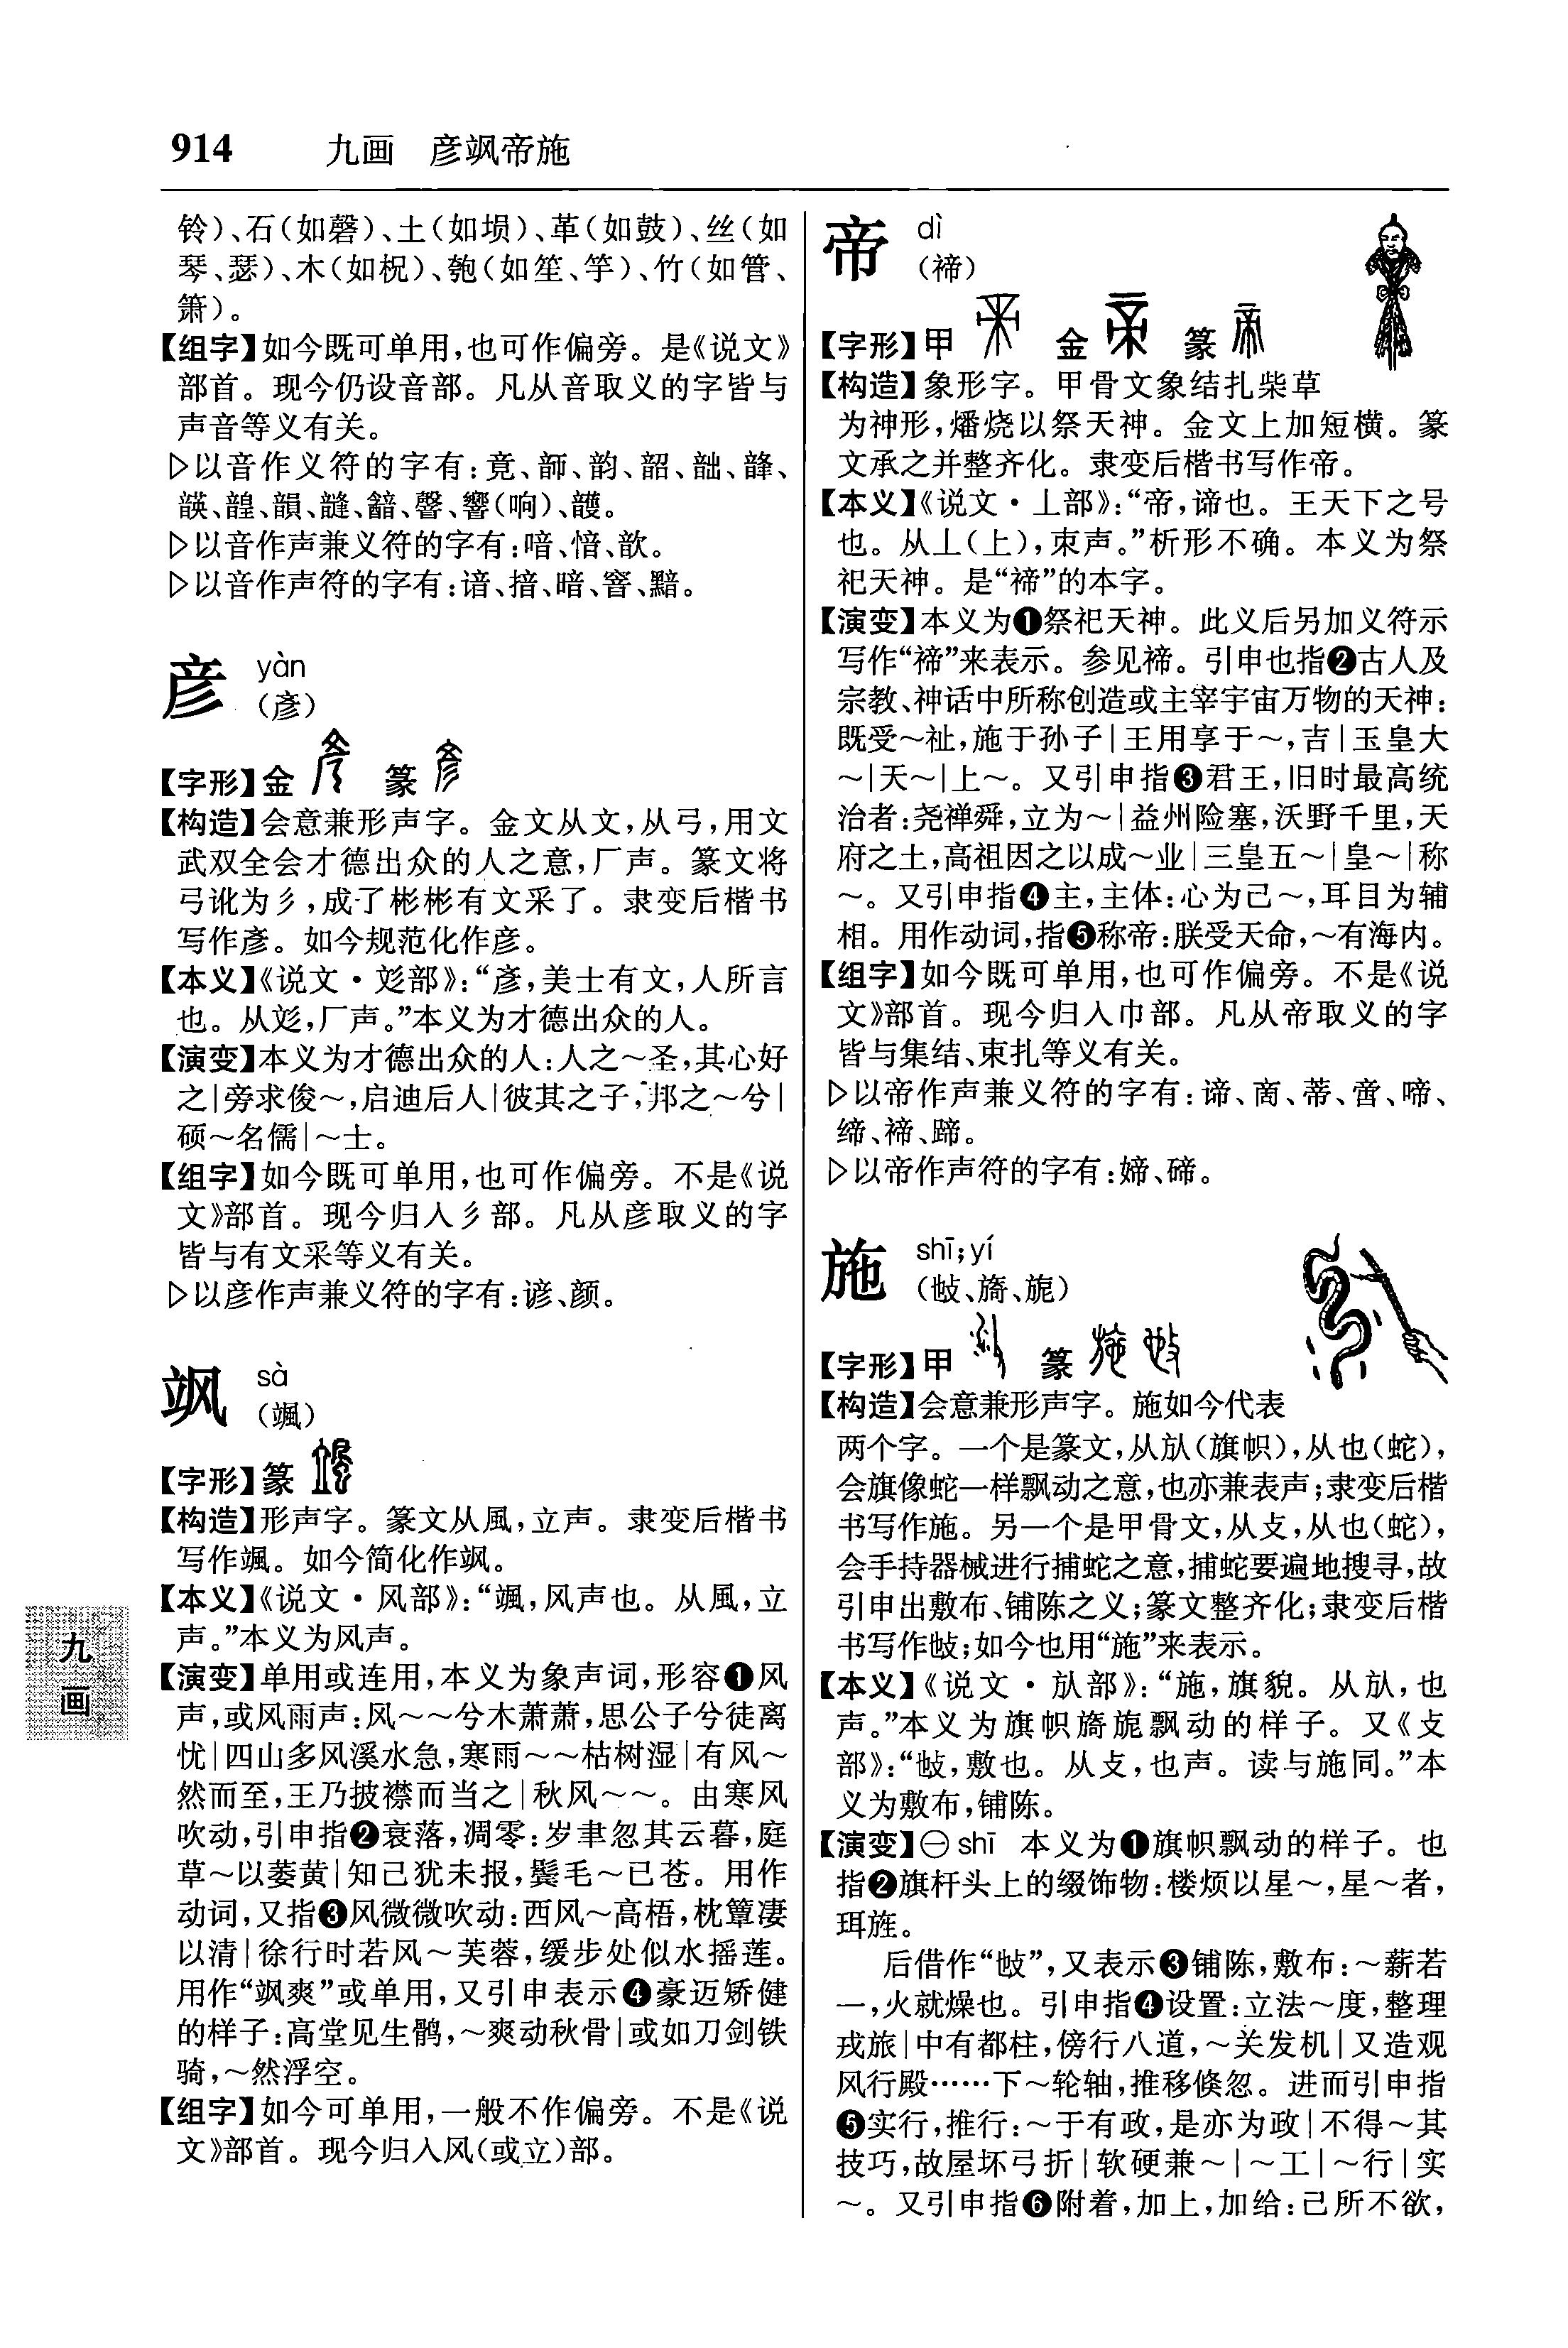 914 九画 彦飒帝施
铃)、石(如磬)、土(如埙)、革(如鼓)、丝(如
琴、瑟)、木(如柷)、匏(如笙、竽)、竹(如管、
箫)。
【组字】如今既可单用,也可作偏旁。是《说文》
部首。现今仍设音部。凡从音取义的字皆与
声音等义有关。
▷以音作义符的字有:竟、韴、韵、韶、
韺、韹、韻、韼、韽、響(响)、頀。
▷以音作声兼义符的字有:喑、愔、歆。
▷以音作声符的字有:谙、揞、暗、窨、黯。
彦 yàn
(彥)
【字形】金 篆
【构造】会意兼形声字。金文从文,从弓,用文
武双全会才德出众的人之意,厂声。篆文将
弓讹为彡,成了彬彬有文采了。隶变后楷书
写作彥。如今规范化作彦。
【本义】《说文·彣部》:“彥,美士有文,人所言
也。从彣,厂声。”本义为才德出众的人。
【演变】本义为才德出众的人:人之~圣,其心好
之|旁求俊~,启迪后人|彼其之子,邦之~兮|
硕~名儒|~士。
【组字】如今既可单用,也可作偏旁。不是《说
文》部首。现今归入彡部。凡从彦取义的字
皆与有文采等义有关。
▷以彦作声兼义符的字有:谚、颜。
飒 sà
(颯)
【字形】篆
【构造】形声字。篆文从風,立声。隶变后楷书
写作颯。如今简化作飒。
【本义】《说文·风部》:“颯,风声也。从風,立
声。”本义为风声。
【演变】单用或连用,本义为象声词,形容❶风
声,或风雨声:风~~兮木萧萧,思公子兮徒离
忧|四山多风溪水急,寒雨~~枯树湿|有风~
然而至,王乃披襟而当之|秋风~~。由寒风
吹动,引申指❷衰落,凋零:岁聿忽其云暮,庭
草~以萎黄|知己犹未报,鬓毛~已苍。用作
动词,又指❸风微微吹动:西风~高梧,枕簟凄
以清|徐行时若风~芙蓉,缓步处似水摇莲。
用作“飒爽”或单用,又引申表示❹豪迈矫健
的样子:高堂见生鹘,~爽动秋骨|或如刀剑铁
骑,~然浮空。
【组字】如今可单用,一般不作偏旁。不是《说
文》部首。现今归入风(或立)部。
帝 dì
(禘)
【字形】甲 金 篆
【构造】象形字。甲骨文象结扎柴草
为神形,燔烧以祭天神。金文上加短横。篆
文承之并整齐化。隶变后楷书写作帝。
【本义】《说文·丄部》:“帝,谛也。王天下之号
也。从丄(上),朿声。”析形不确。本义为祭
祀天神。是“禘”的本字。
【演变】本义为❶祭祀天神。此义后另加义符示
写作“禘”来表示。参见禘。引申也指❷古人及
宗教、神话中所称创造或主宰宇宙万物的天神:
既受~祉,施于孙子|王用享于~,吉|玉皇大
~|天~|上~。又引申指❸君王,旧时最高统
治者:尧禅舜,立为~|益州险塞,沃野千里,天
府之土,高祖因之以成~业|三皇五~|皇~|称
~。又引申指❹主,主体:心为己~,耳目为辅
相。用作动词,指❺称帝:朕受天命,~有海内。
【组字】如今既可单用,也可作偏旁。不是《说
文》部首。现今归入巾部。凡从帝取义的字
皆与集结、束扎等义有关。
▷以帝作声兼义符的字有:谛、啇、蒂、啻、啼、
缔、禘、蹄。
▷以帝作声符的字有:媂、碲。
施 shī;yí
(㢮、旖、旎)
【字形】甲 篆
【构造】会意兼形声字。施如今代表
两个字。一个是篆文,从㫃(旗帜),从也(蛇),
会旗像蛇一样飘动之意,也亦兼表声;隶变后楷
书写作施。另一个是甲骨文,从攴,从也(蛇),
会手持器械进行捕蛇之意,捕蛇要遍地搜寻,故
引申出敷布、铺陈之义;篆文整齐化;隶变后楷
书写作㪉;如今也用“施”来表示。
【本义】《说文·㫃部》:“施,旗貌。从㫃,也
声。”本义为旗帜旖旎飘动的样子。又《攴
部》:“㪉,敷也。从攴,也声。读与施同。”本
义为敷布,铺陈。
【演变】㊀shī 本义为❶旗帜飘动的样子。也
指❷旗杆头上的缀饰物:楼烦以星~,星~者,
珥旌。
后借作“㪉”,又表示❸铺陈,敷布:~薪若
一,火就燥也。引申指❹设置:立法~度,整理
戎旅|中有都柱,傍行八道,~关发机|又造观
风行殿……下~轮轴,推移倏忽。进而引申指
❺实行,推行:~于有政,是亦为政|不得~其
技巧,故屋坏弓折|软硬兼~|~工|~行|实
~。又引申指❻附着,加上,加给:己所不欲,
九
画